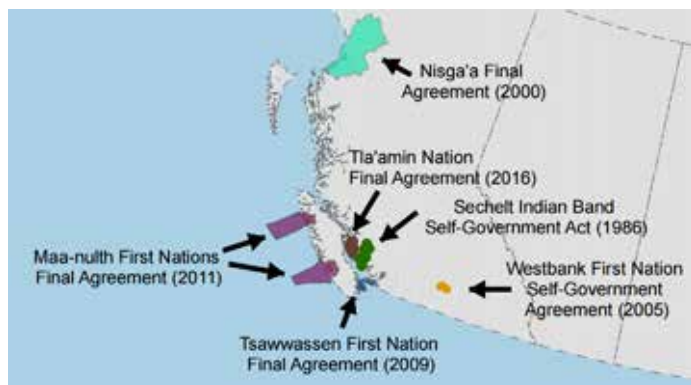 Nisga'a Final
Agreement (2000)
Tla'amin Nation
Final Agreement (2016)
Sechelt Indian Band
Self-Government Act (1986)
Maa-nulth First Nations
Final Agreement (2011)
Westbank First Nation
Self-Government
Agreement (2005)
Tsawwassen First Nation
Final Agreement (2009)